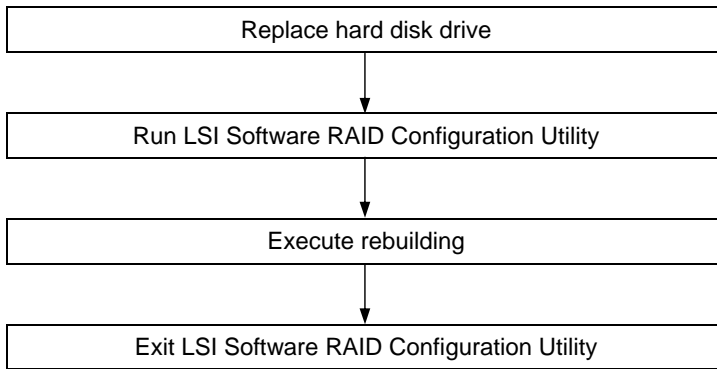 Replace hard disk drive
Run LSI Software RAID Configuration Utility
Execute rebuilding
Exit LSI Software RAID Configuration Utility